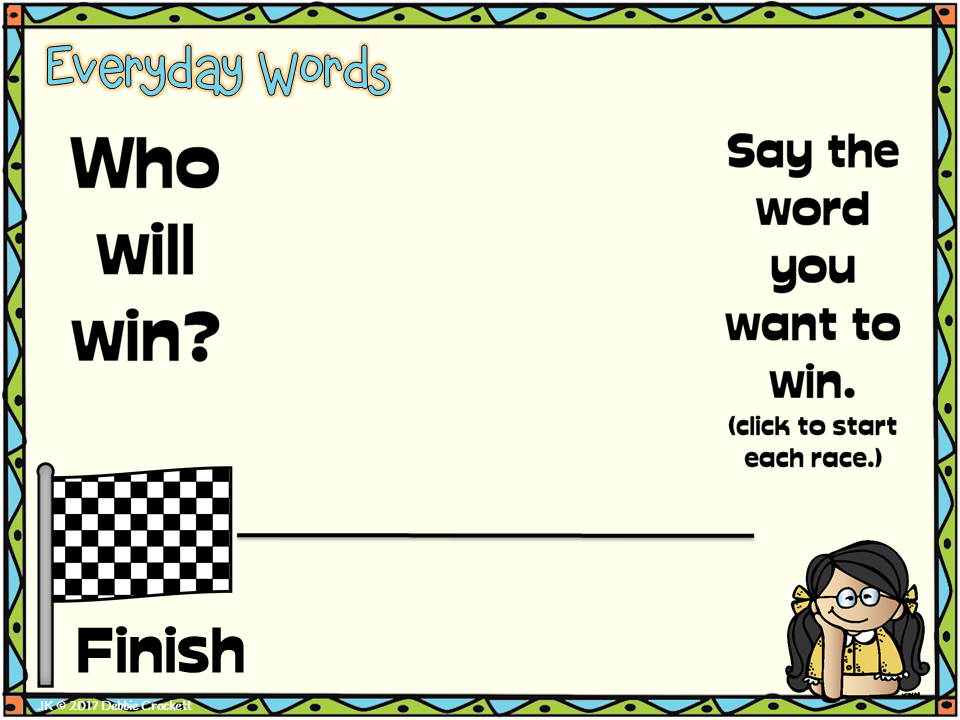 Everyday Words
Who
will
win?
Say the
word
you
want to
win.
(click to start
each race.)
Finish
JK © 2017 Debbie Crockett